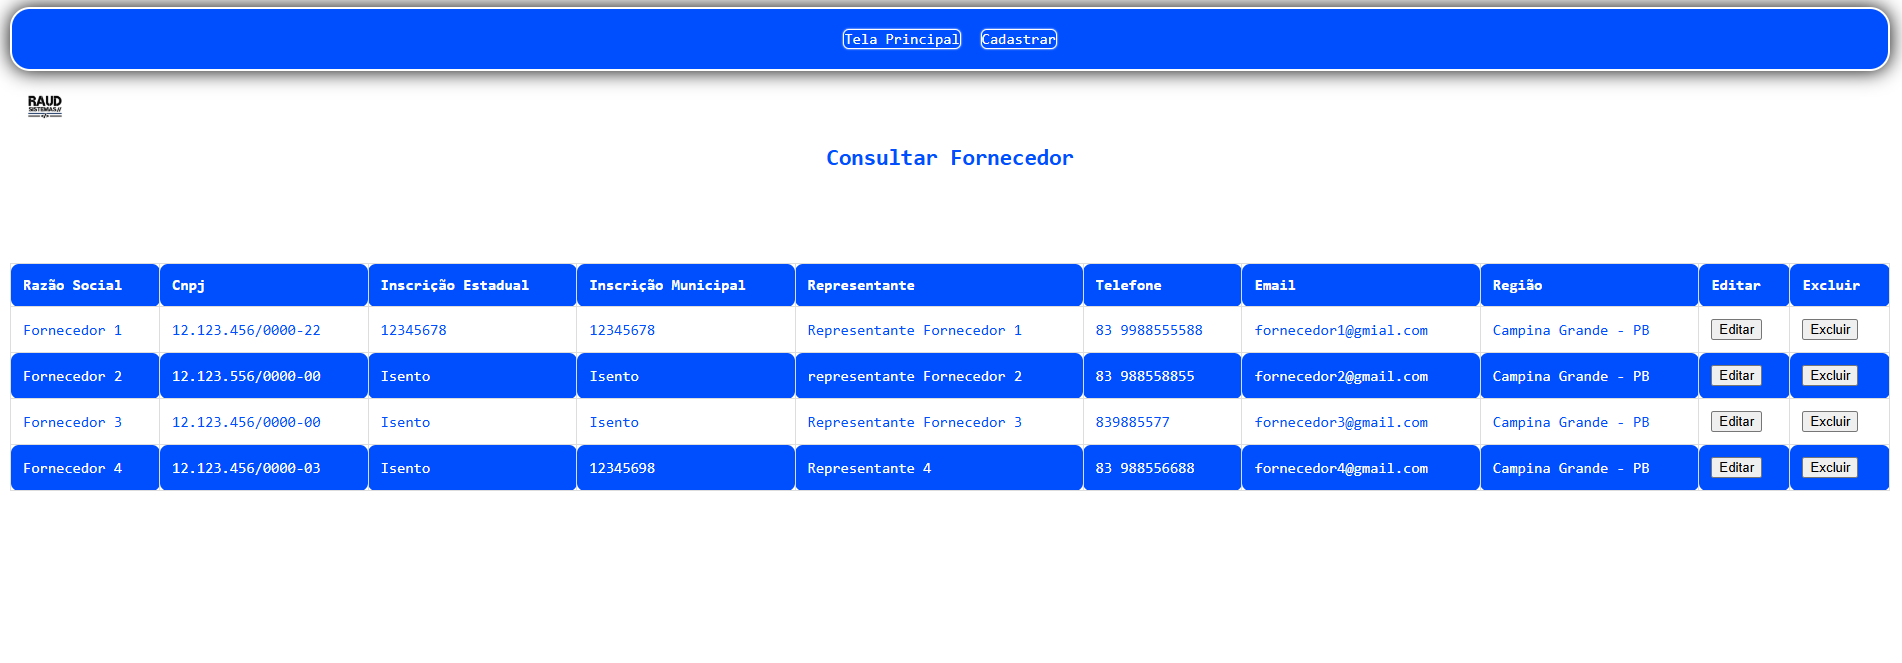 Tela Principal Cadastrar
RAUD
SISTEMAS//
</>
Consultar Fornecedor
Razão Social Cnpj Inscrição Estadual Inscrição Municipal Representante Telefone Email Região Editar Excluir
Fornecedor 1 12.123.456/0000-22 12345678 12345678 Representante Fornecedor 1 83 9988555588 fornecedor1@gmial.com Campina Grande - PB Editar Excluir
Fornecedor 2 12.123.556/0000-00 Isento Isento representante Fornecedor 2 83 988558855 fornecedor2@gmail.com Campina Grande - PB Editar Excluir
Fornecedor 3 12.123.456/0000-00 Isento Isento Representante Fornecedor 3 839885577 fornecedor3@gmail.com Campina Grande - PB Editar Excluir
Fornecedor 4 12.123.456/0000-03 Isento 12345698 Representante 4 83 988556688 fornecedor4@gmail.com Campina Grande - PB Editar Excluir